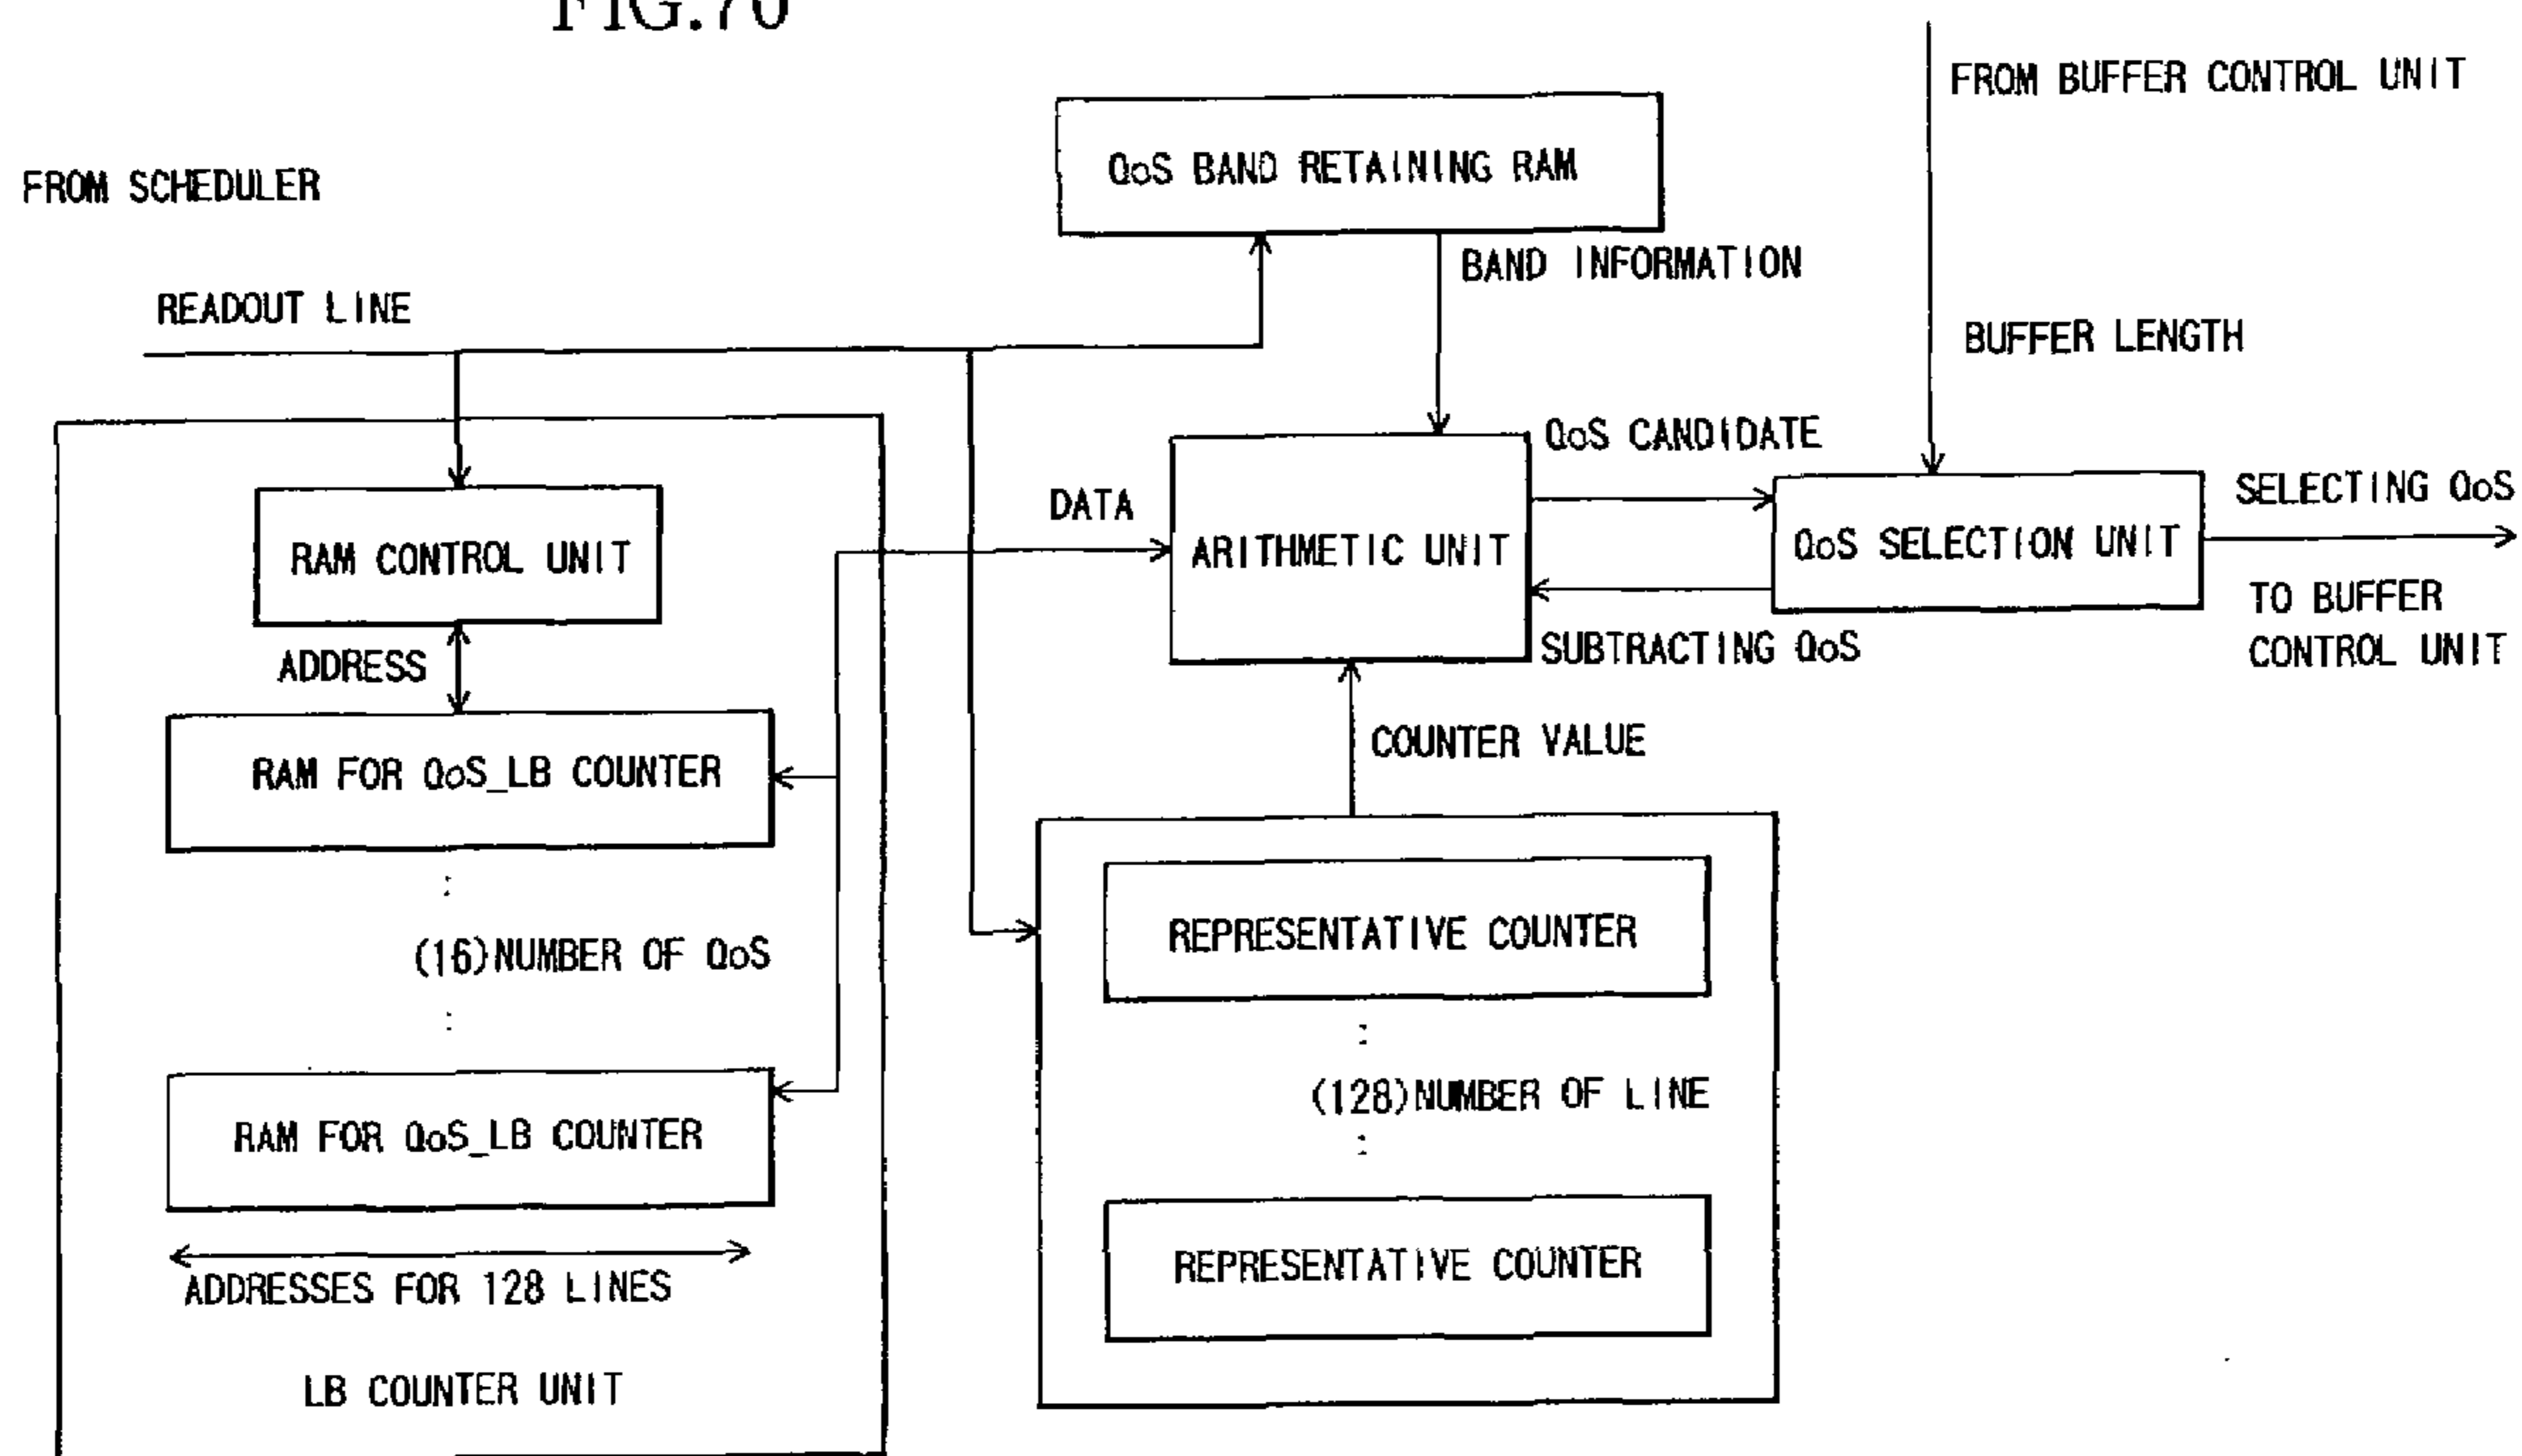 FIG.70
FROM BUFFER CONTROL UNIT
QoS BAND RETAINING RAM
FROM SCHEDULER
BAND INFORMATION
READOUT LINE
BUFFER LENGTH
QoS CANDIDATE
DATA
SELECTING QoS
RAM CONTROL UNIT
ARITHMETIC UNIT
QoS SELECTION UNIT
TO BUFFER
CONTROL UNIT
ADDRESS
SUBTRACTING QoS
COUNTER VALUE
RAM FOR QoS_LB COUNTER
REPRESENTATIVE COUNTER
(16)NUMBER OF QoS
(128)NUMBER OF LINE
RAM FOR QoS_LB COUNTER
REPRESENTATIVE COUNTER
ADDRESSES FOR 128 LINES
LB COUNTER UNIT